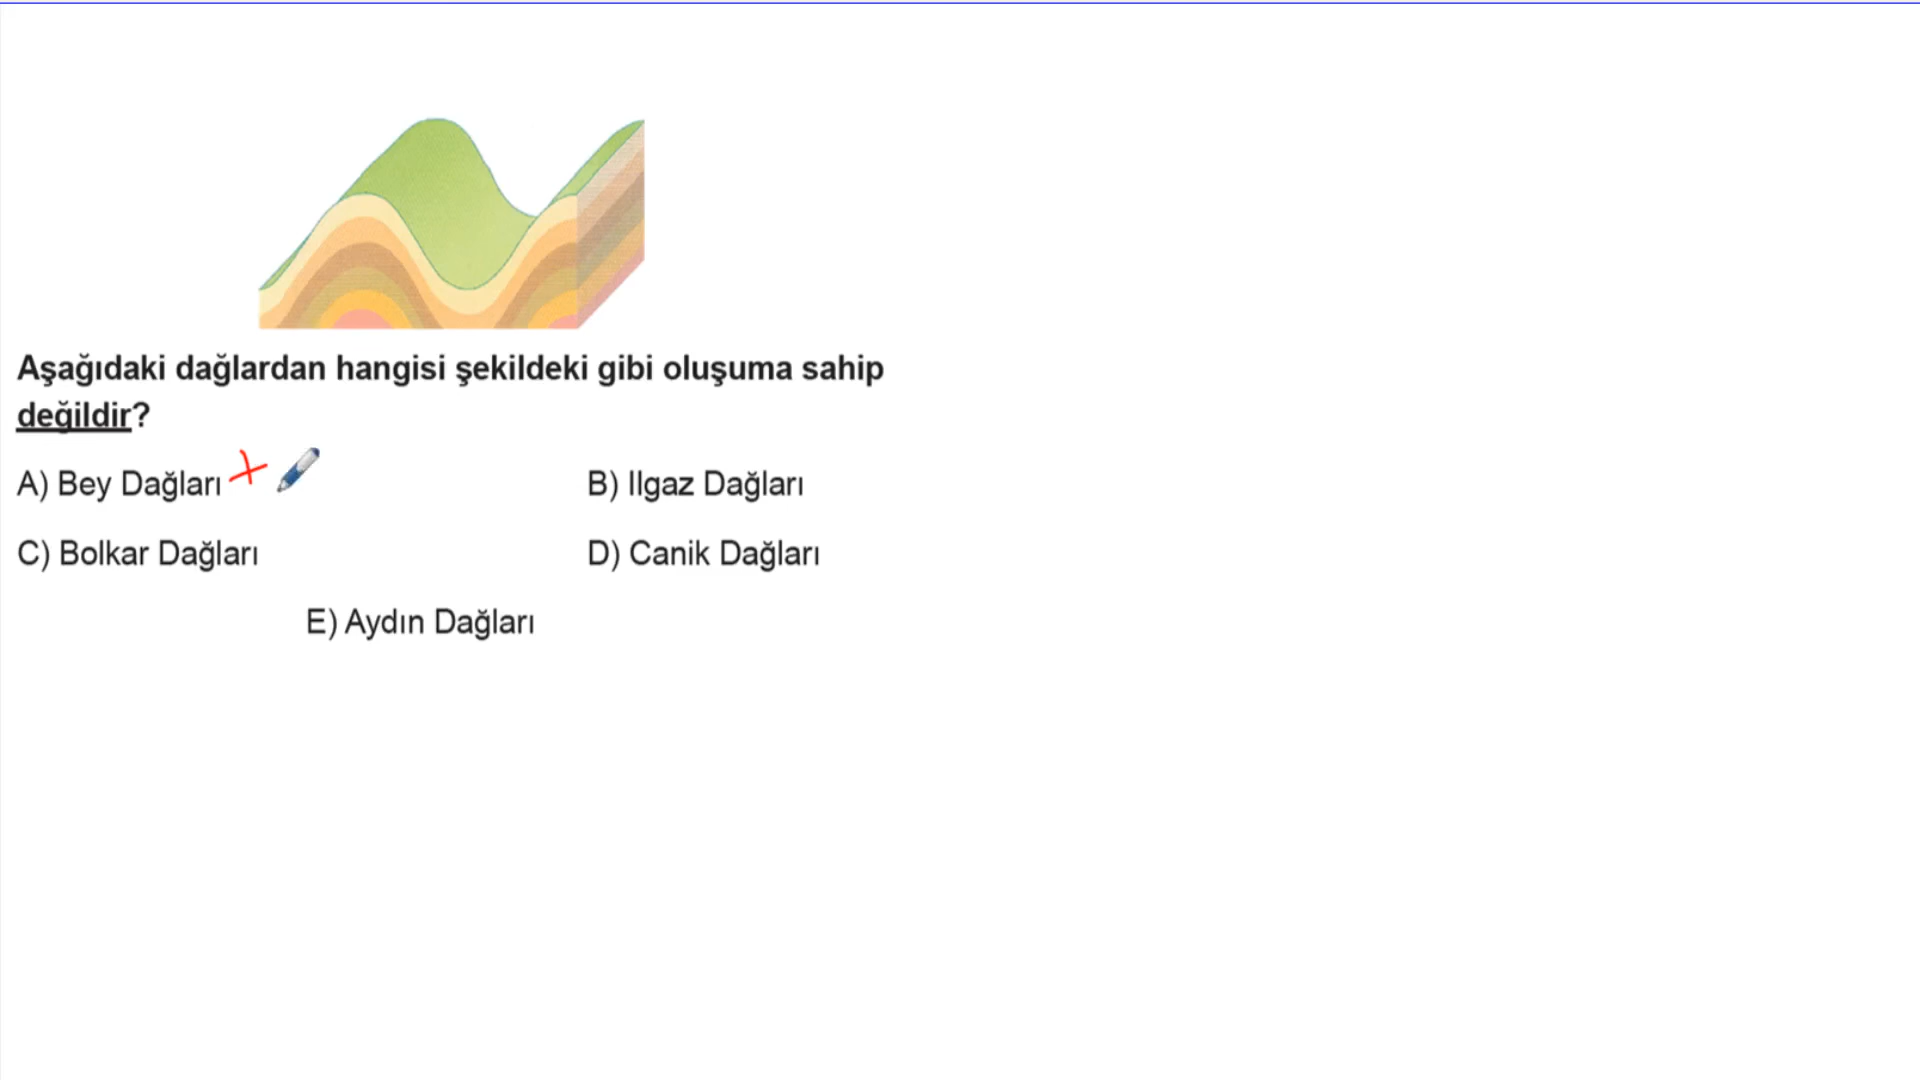 Aşağıdaki dağlardan hangisi şekildeki gibi oluşuma sahip
değildir?
A) Bey Dağları
B) Ilgaz Dağları
C) Bolkar Dağları
D) Canik Dağları
E) Aydın Dağları